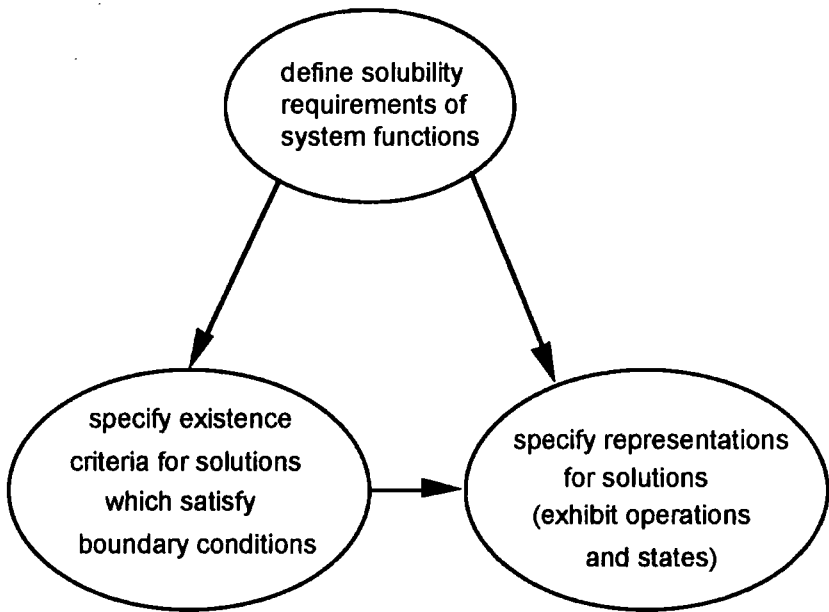 define solubility
requirements of
system functions
specify existence
criteria for solutions
which satisfy
boundary conditions
specify representations
for solutions
(exhibit operations
and states)